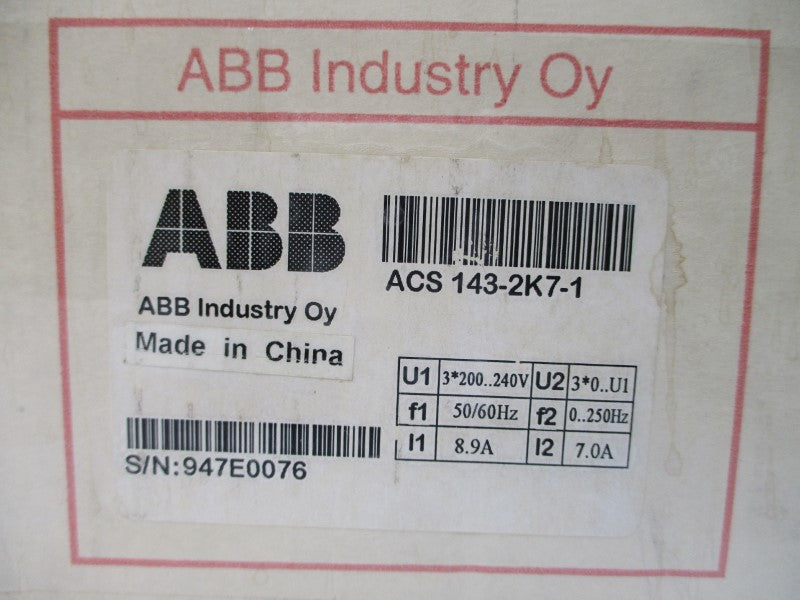 ABB Industry Oy
ABB
ABB Industry Oy
Made in China
ACS 143-2K7-1
U1 3*200..240V U2 3*0..U1
f1 50/60Hz f2 0..250Hz
I1 8.9A I2 7.0A
S/N:947E0076